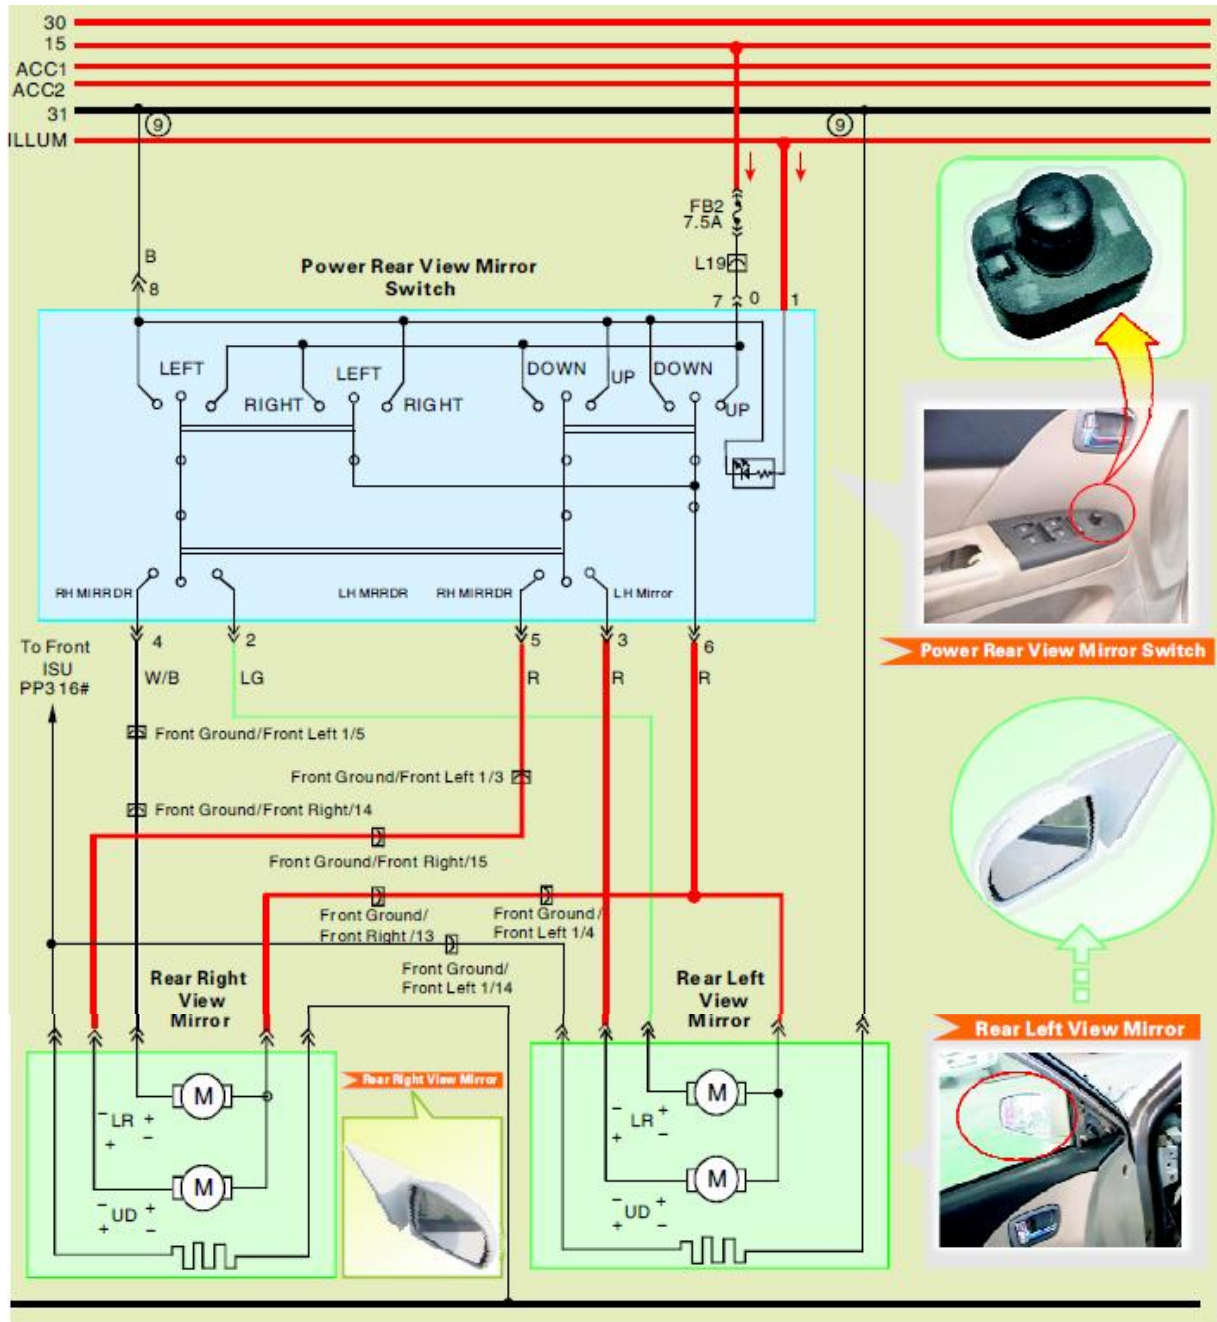 30
15
ACC1
ACC2
31
ILLUM
9
9
FB2
7.5A
B
L19
8
Power Rear View Mirror
Switch
7
0
1
LEFT
LEFT
RIGHT
RIGHT
DOWN
UP
DOWN
UP
RH MIRRDR
LH MRRDR
RH MIRRDR
LH Mirror
4
2
5
3
6
To Front
ISU
PP316#
W/B
LG
R
R
R
Power Rear View Mirror Switch
Front Ground/Front Left 1/5
Front Ground/Front Left 1/3
Front Ground/Front Right/14
Front Ground/Front Right/15
Front Ground/
Front Right /13
Front Ground/
Front Left 1/4
Front Ground/
Front Left 1/14
Rear Right
View
Mirror
Rear Left
View
Mirror
Rear Left View Mirror
M
- LR +
+ -
M
- UD +
+ -
Rear Right View Mirror
M
- LR +
+ -
M
- UD +
+ -